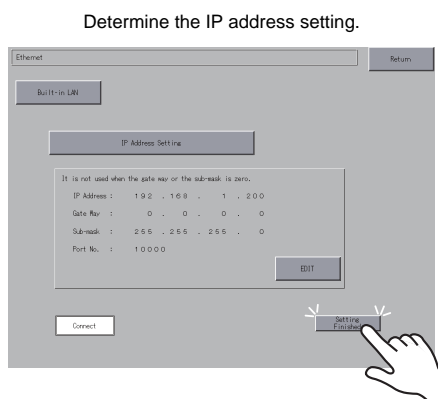 Determine the IP address setting.
Ethernet
Return
Built-in LAN
IP Address Setting
It is not used when the gate way or the sub-mask is zero.
IP Address : 192 . 168 . 1 . 200
Gate Way : 0 . 0 . 0 . 0
Sub-mask : 255 . 255 . 255 . 0
Port No. : 10000
EDIT
Connect
Setting
Finished